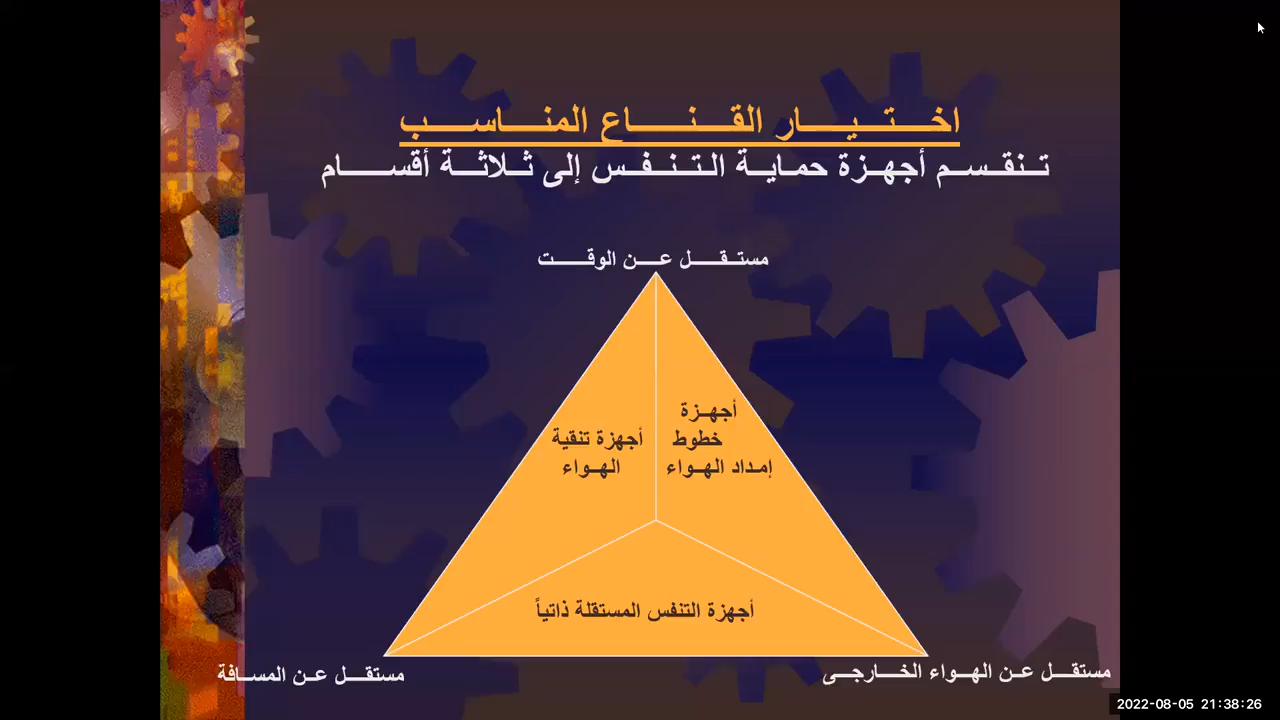 اختيار القناع المناسب
تنقسم أجهزة حماية التنفس إلى ثلاثة أقسام
مستقل عن الوقت
أجهزة
خطوط
إمداد الهواء
أجهزة تنقية
الهواء
أجهزة التنفس المستقلة ذاتياً
مستقل عن الهواء الخارجى
مستقل عن المسافة
2022-08-05 21:38:26